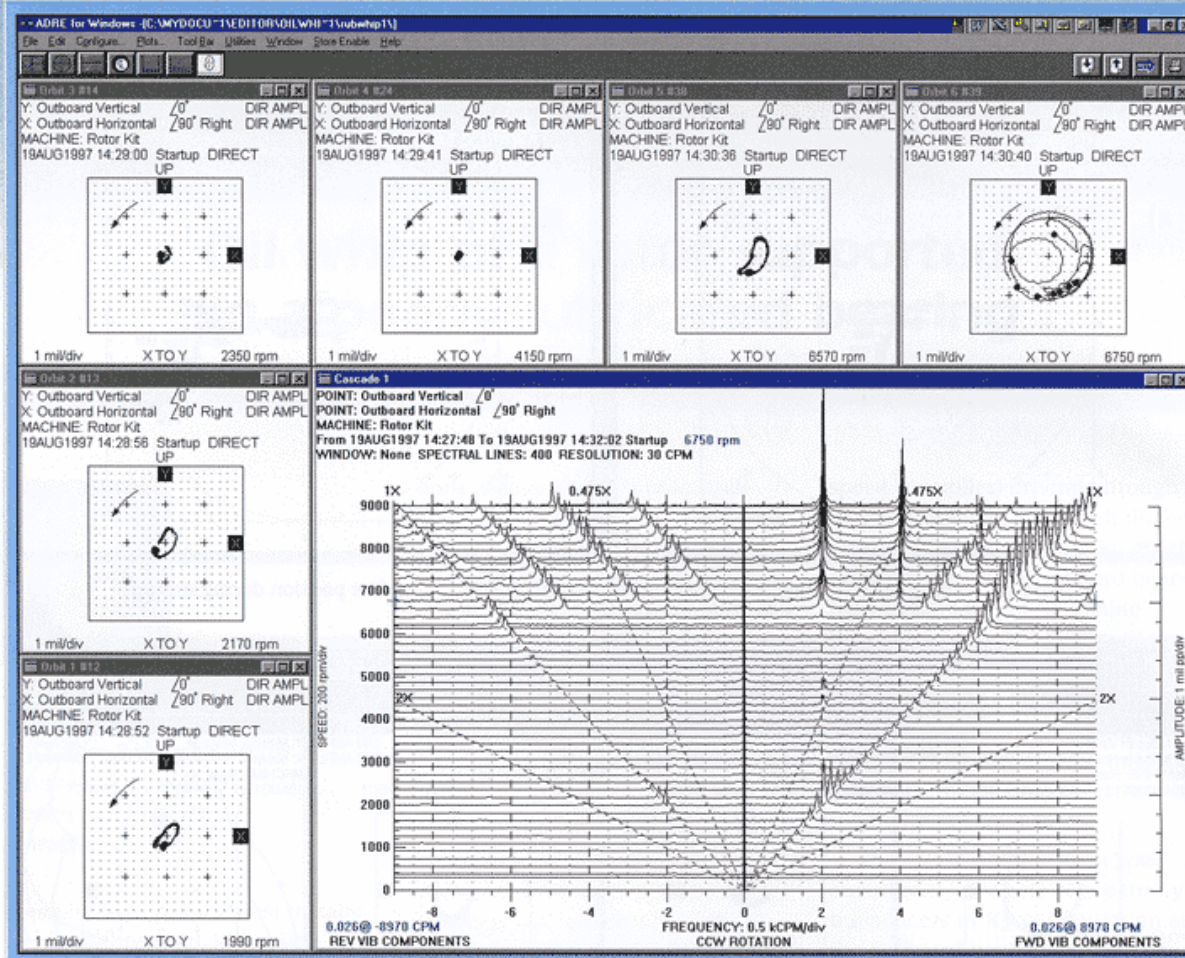 ADRE for Windows -[C:\MYDOCU~1\EDITOR\OILWHI~1\rubwhip1\]
File Edit Configure... Plots... Tool Bar Utilities Window Store Enable Help
Orbit 3 #14
Y: Outboard Vertical ∠0° DIR AMPL
X: Outboard Horizontal ∠90° Right DIR AMPL
MACHINE: Rotor Kit
19AUG1997 14:29:00 Startup DIRECT
UP
Y
X
1 mil/div X TO Y 2350 rpm
Orbit 4 #24
Y: Outboard Vertical ∠0° DIR AMPL
X: Outboard Horizontal ∠90° Right DIR AMPL
MACHINE: Rotor Kit
19AUG1997 14:29:41 Startup DIRECT
UP
Y
X
1 mil/div X TO Y 4150 rpm
Orbit 5 #38
Y: Outboard Vertical ∠0° DIR AMPL
X: Outboard Horizontal ∠90° Right DIR AMPL
MACHINE: Rotor Kit
19AUG1997 14:30:36 Startup DIRECT
UP
Y
X
1 mil/div X TO Y 6570 rpm
Orbit 6 #39
Y: Outboard Vertical ∠0° DIR AMPL
X: Outboard Horizontal ∠90° Right DIR AMPL
MACHINE: Rotor Kit
19AUG1997 14:30:40 Startup DIRECT
UP
Y
X
1 mil/div X TO Y 6750 rpm
Orbit 2 #13
Y: Outboard Vertical ∠0° DIR AMPL
X: Outboard Horizontal ∠90° Right DIR AMPL
MACHINE: Rotor Kit
19AUG1997 14:28:56 Startup DIRECT
UP
Y
X
1 mil/div X TO Y 2170 rpm
Orbit 1 #12
Y: Outboard Vertical ∠0° DIR AMPL
X: Outboard Horizontal ∠90° Right DIR AMPL
MACHINE: Rotor Kit
19AUG1997 14:28:52 Startup DIRECT
UP
Y
X
1 mil/div X TO Y 1990 rpm
Cascade 1
POINT: Outboard Vertical ∠0°
POINT: Outboard Horizontal ∠90° Right
MACHINE: Rotor Kit
From 19AUG1997 14:27:48 To 19AUG1997 14:32:02 Startup 6750 rpm
WINDOW: None SPECTRAL LINES: 400 RESOLUTION: 30 CPM
1X 0.475X 0.475X 1X
9000
8000
7000
6000
5000
2X 2X
4000
3000
2000
1000
0
SPEED: 200 rpm/div
AMPLITUDE: 1 mil pp/div
-8 -6 -4 -2 0 2 4 6 8
0.026@ -8970 CPM FREQUENCY: 0.5 kCPM/div 0.026@ 8970 CPM
REV VIB COMPONENTS CCW ROTATION FWD VIB COMPONENTS